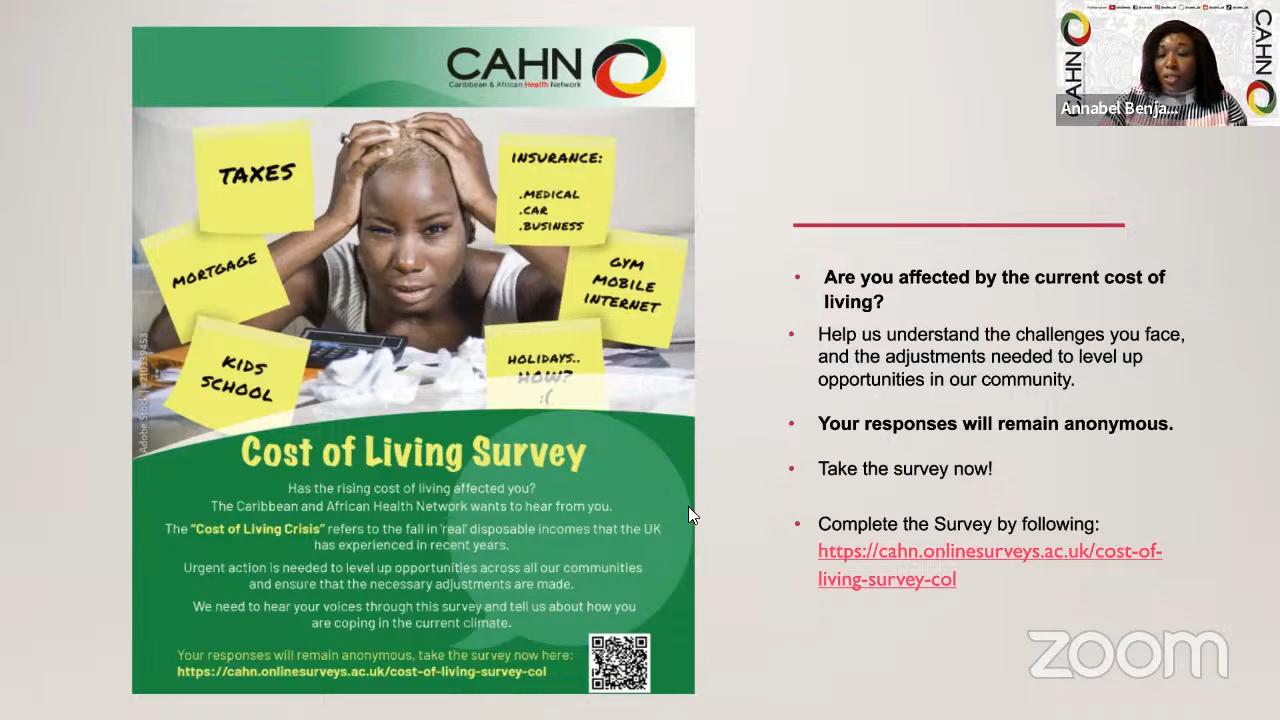 CAHN
Caribbean & African Health Network
TAXES
INSURANCE:
.MEDICAL
.CAR
.BUSINESS
MORTGAGE
GYM
MOBILE
INTERNET
KIDS
SCHOOL
HOLIDAYS..
HOW?
:(
Adobe Stock | #210539453
Cost of Living Survey
Has the rising cost of living affected you?
The Caribbean and African Health Network wants to hear from you.
The “Cost of Living Crisis” refers to the fall in ‘real’ disposable incomes that the UK
has experienced in recent years.
Urgent action is needed to level up opportunities across all our communities
and ensure that the necessary adjustments are made.
We need to hear your voices through this survey and tell us about how you
are coping in the current climate.
Your responses will remain anonymous, take the survey now here:
https://cahn.onlinesurveys.ac.uk/cost-of-living-survey-col
CAHN
CAHN
Annabel Benja...
• Are you affected by the current cost of
living?
• Help us understand the challenges you face,
and the adjustments needed to level up
opportunities in our community.
• Your responses will remain anonymous.
• Take the survey now!
• Complete the Survey by following:
https://cahn.onlinesurveys.ac.uk/cost-of-
living-survey-col
zoom